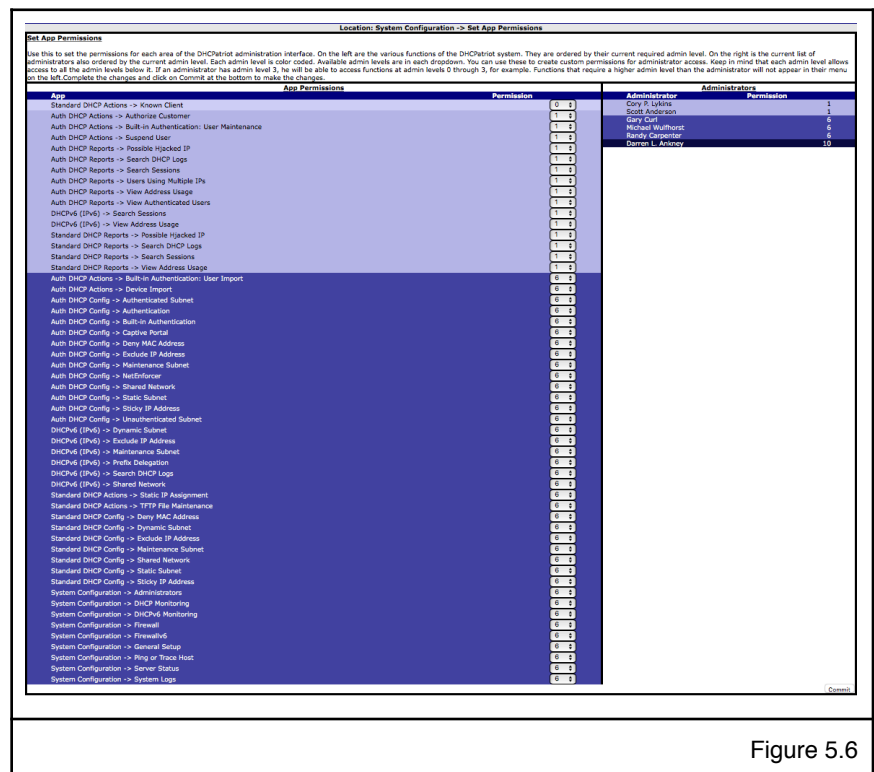 Location: System Configuration -> Set App Permissions
Set App Permissions
Use this to set the permissions for each area of the DHCPatriot administration interface. On the left are the various functions of the DHCPatriot system. They are ordered by their current required admin level. On the right is the current list of
administrators also ordered by the current admin level. Each admin level is color coded. Available admin levels are in each dropdown. You can use these to create custom permissions for administrator access. Keep in mind that each admin level allows
access to all the admin levels below it. If an administrator has admin level 3, he will be able to access functions at admin levels 0 through 3, for example. Functions that require a higher admin level than the administrator will not appear in their menu
on the left.Complete the changes and click on Commit at the bottom to make the changes.
App Permissions
App Permission
Standard DHCP Actions -> Known Client 0
Auth DHCP Actions -> Authorize Customer 1
Auth DHCP Actions -> Built-in Authentication: User Maintenance 1
Auth DHCP Actions -> Suspend User 1
Auth DHCP Reports -> Possible Hjacked IP 1
Auth DHCP Reports -> Search DHCP Logs 1
Auth DHCP Reports -> Search Sessions 1
Auth DHCP Reports -> Users Using Multiple IPs 1
Auth DHCP Reports -> View Address Usage 1
Auth DHCP Reports -> View Authenticated Users 1
DHCPv6 (IPv6) -> Search Sessions 1
DHCPv6 (IPv6) -> View Address Usage 1
Standard DHCP Reports -> Possible Hjacked IP 1
Standard DHCP Reports -> Search DHCP Logs 1
Standard DHCP Reports -> Search Sessions 1
Standard DHCP Reports -> View Address Usage 1
Auth DHCP Actions -> Built-in Authentication: User Import 6
Auth DHCP Actions -> Device Import 6
Auth DHCP Config -> Authenticated Subnet 6
Auth DHCP Config -> Authentication 6
Auth DHCP Config -> Built-in Authentication 6
Auth DHCP Config -> Captive Portal 6
Auth DHCP Config -> Deny MAC Address 6
Auth DHCP Config -> Exclude IP Address 6
Auth DHCP Config -> Maintenance Subnet 6
Auth DHCP Config -> NetEnforcer 6
Auth DHCP Config -> Shared Network 6
Auth DHCP Config -> Static Subnet 6
Auth DHCP Config -> Sticky IP Address 6
Auth DHCP Config -> Unauthenticated Subnet 6
DHCPv6 (IPv6) -> Dynamic Subnet 6
DHCPv6 (IPv6) -> Exclude IP Address 6
DHCPv6 (IPv6) -> Maintenance Subnet 6
DHCPv6 (IPv6) -> Prefix Delegation 6
DHCPv6 (IPv6) -> Search DHCP Logs 6
DHCPv6 (IPv6) -> Shared Network 6
Standard DHCP Actions -> Static IP Assignment 6
Standard DHCP Actions -> TFTP File Maintenance 6
Standard DHCP Config -> Deny MAC Address 6
Standard DHCP Config -> Dynamic Subnet 6
Standard DHCP Config -> Exclude IP Address 6
Standard DHCP Config -> Maintenance Subnet 6
Standard DHCP Config -> Shared Network 6
Standard DHCP Config -> Static Subnet 6
Standard DHCP Config -> Sticky IP Address 6
System Configuration -> Administrators 6
System Configuration -> DHCP Monitoring 6
System Configuration -> DHCPv6 Monitoring 6
System Configuration -> Firewall 6
System Configuration -> Firewallv6 6
System Configuration -> General Setup 6
System Configuration -> Ping or Trace Host 6
System Configuration -> Server Status 6
System Configuration -> System Logs 6
Administrators
Administrator Permission
Cory P. Lykins 1
Scott Anderson 1
Gary Curl 6
Michael Wulfhorst 6
Randy Carpenter 6
Darren L. Ankney 10
Commit
Figure 5.6